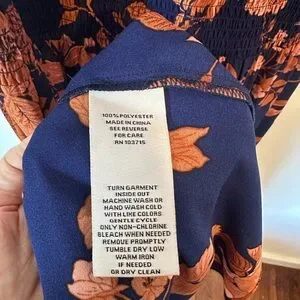 100% POLYESTER
MADE IN CHINA
SEE REVERSE
FOR CARE
RN 103715
TURN GARMENT
INSIDE OUT
MACHINE WASH OR
HAND WASH COLD
WITH LIKE COLORS
GENTLE CYCLE
ONLY NON-CHLORINE
BLEACH WHEN NEEDED
REMOVE PROMPTLY
TUMBLE DRY LOW
WARM IRON
IF NEEDED
OR DRY CLEAN